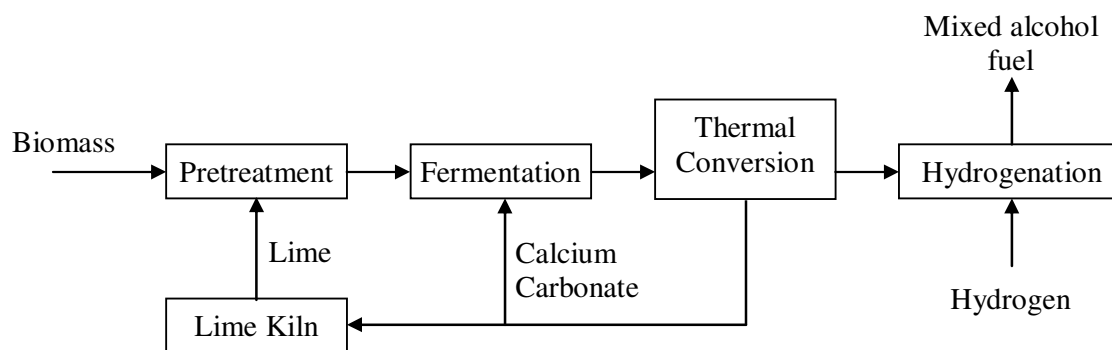 Mixed alcohol
fuel
Biomass
Pretreatment
Fermentation
Thermal
Conversion
Hydrogenation
Lime
Calcium
Carbonate
Hydrogen
Lime Kiln